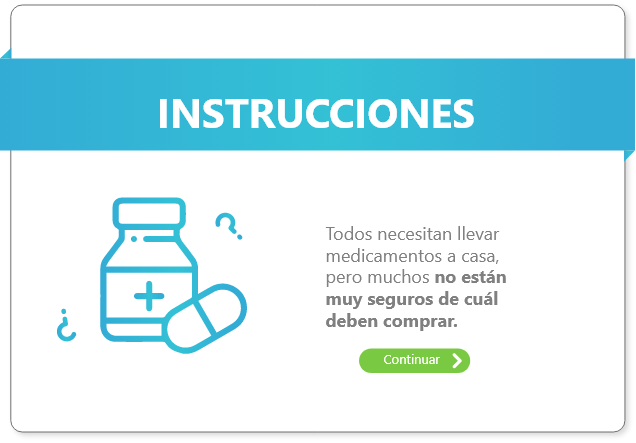 INSTRUCCIONES
Todos necesitan llevar
medicamentos a casa,
pero muchos no están
muy seguros de cuál
deben comprar.
Continuar